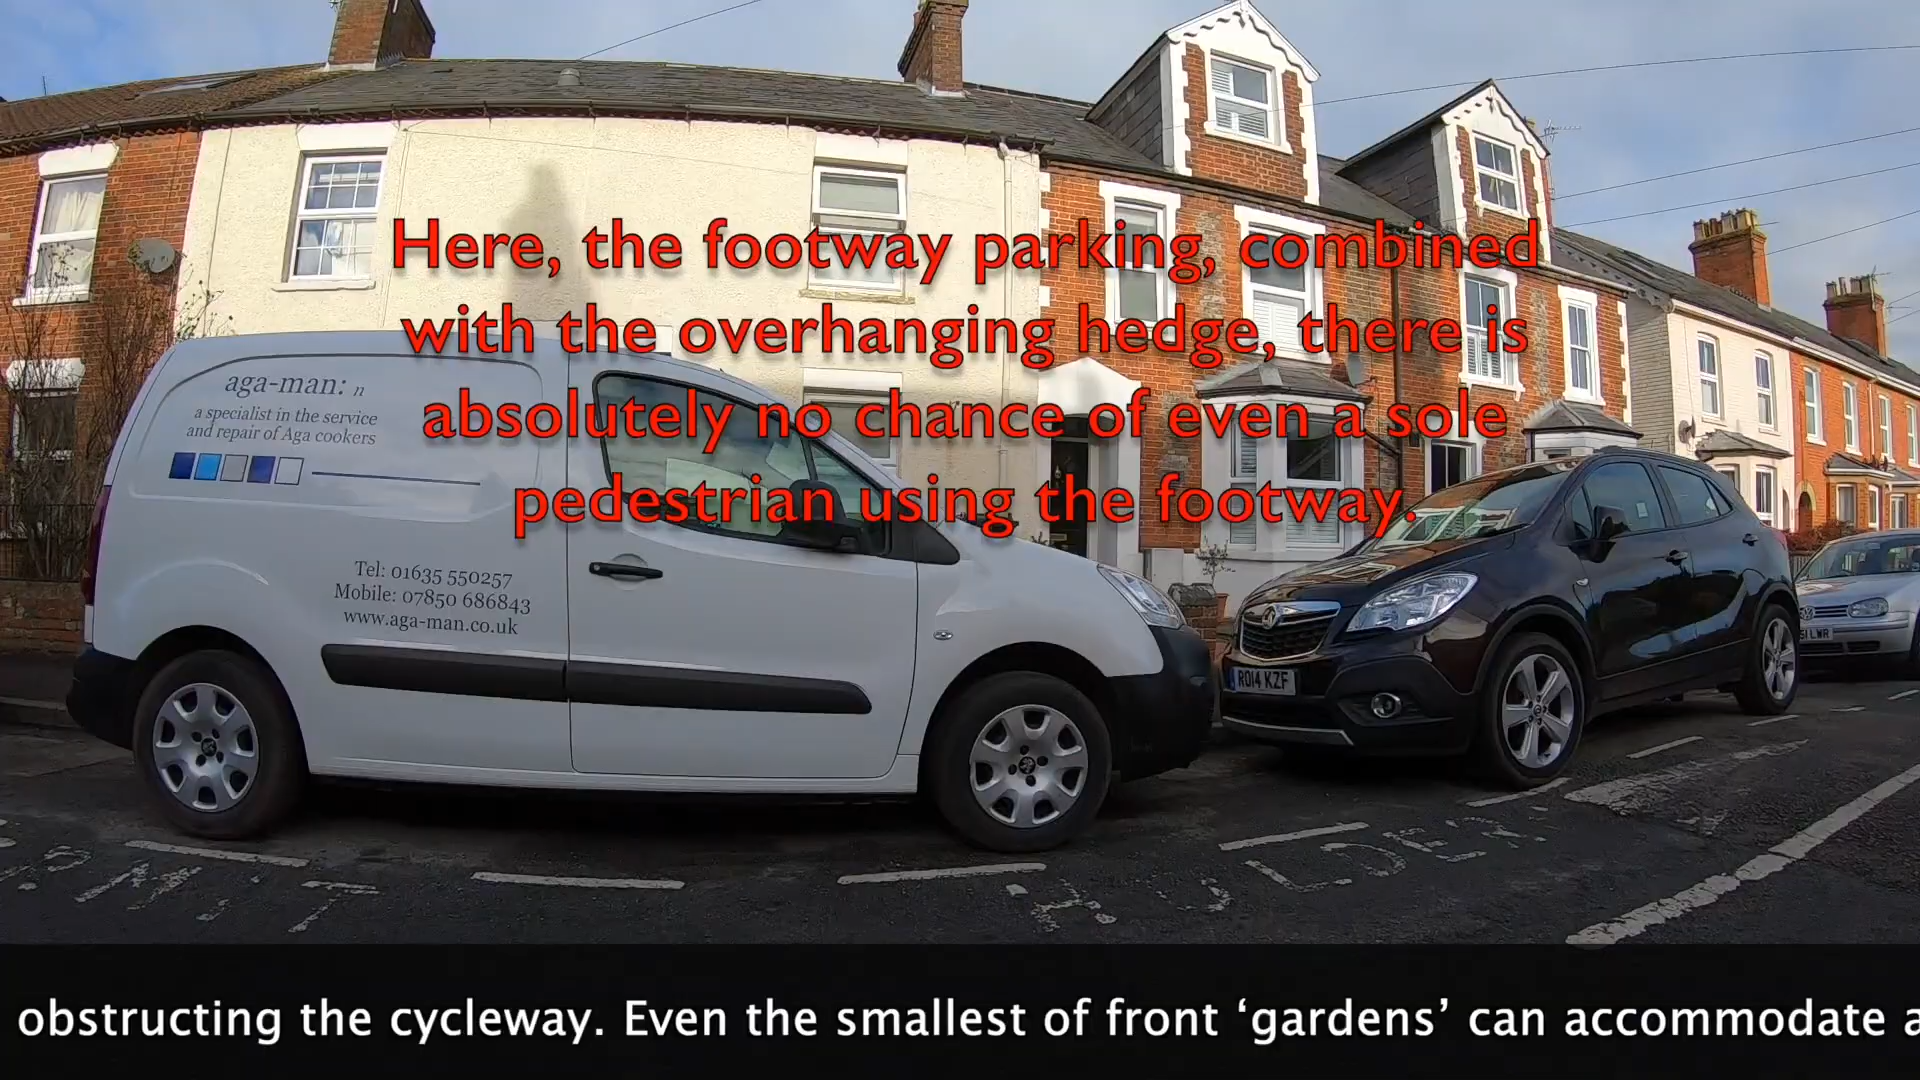 Here, the footway parking, combined
with the overhanging hedge, there is
absolutely no chance of even a sole
pedestrian using the footway.
aga-man: n
a specialist in the service
and repair of Aga cookers
Tel: 01635 550257
Mobile: 07850 686843
www.aga-man.co.uk
RO14 KZF
obstructing the cycleway. Even the smallest of front ‘gardens’ can accommodate a